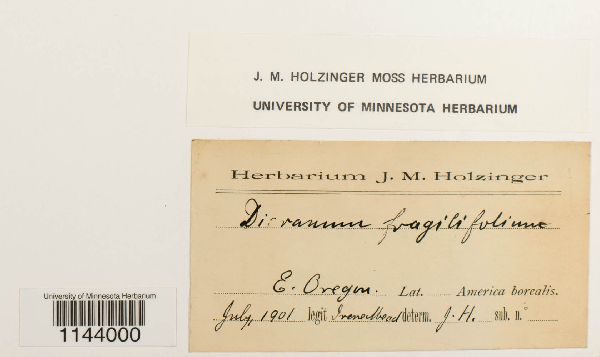 J. M. HOLZINGER MOSS HERBARIUM
UNIVERSITY OF MINNESOTA HERBARIUM
Herbarium J. M. Holzinger
Dicranum fragilifolium
E. Oregon. Lat. America borealis.
July, 1901 legit determ. J. H. sub. n.°
University of Minnesota Herbarium
1144000